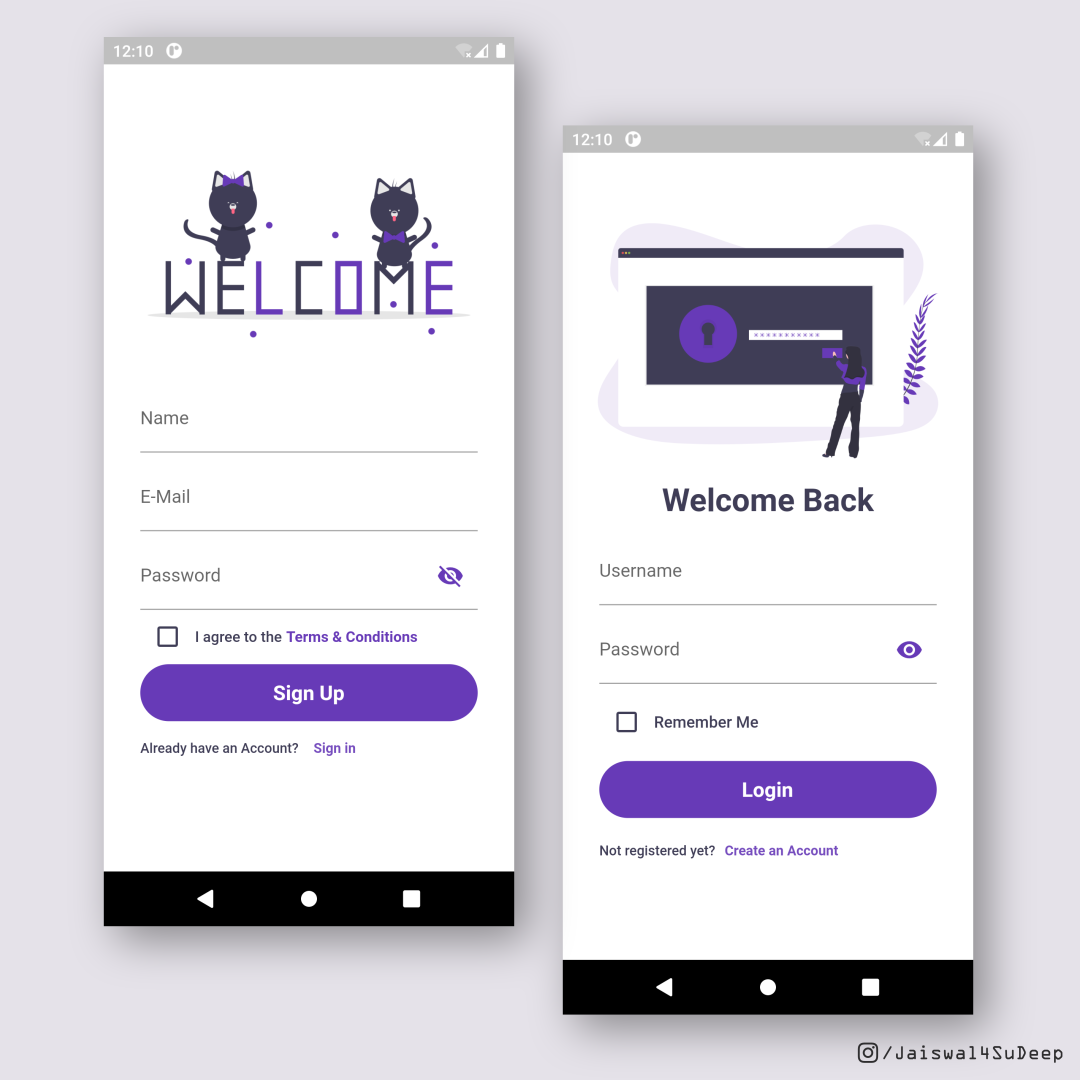 12:10
WELCOME
Name
E-Mail
Password
I agree to the Terms & Conditions
Sign Up
Already have an Account? Sign in
12:10
***********
Welcome Back
Username
Password
Remember Me
Login
Not registered yet? Create an Account
/Jaiswal4SuDeep